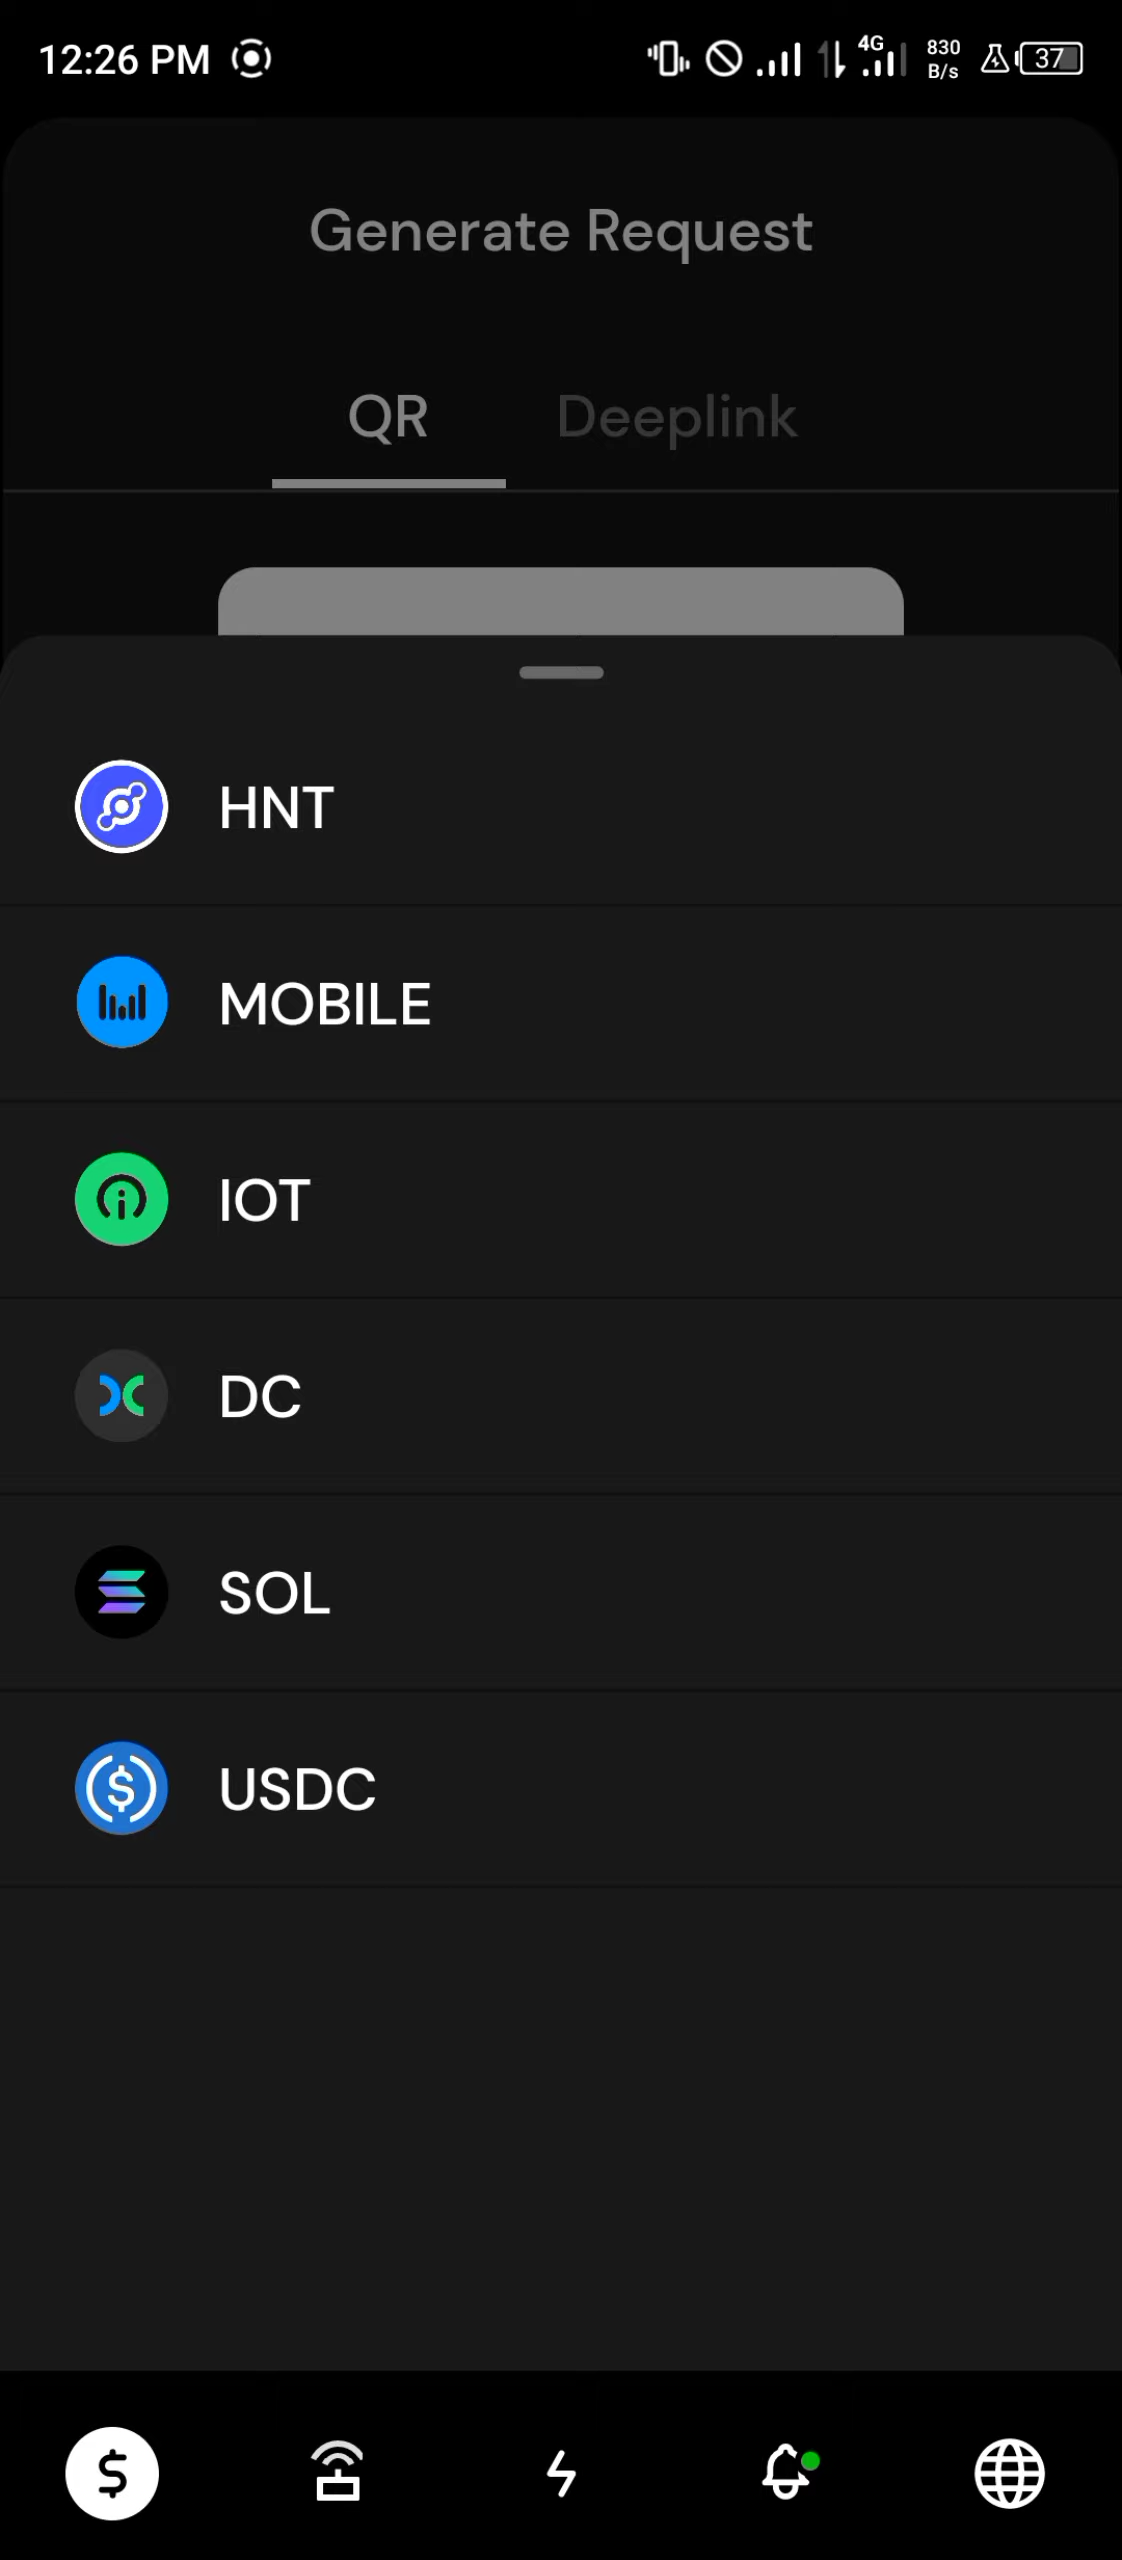 12:26 PM
4G
830
B/s
37
Generate Request
QR
Deeplink
HNT
MOBILE
IOT
DC
SOL
USDC